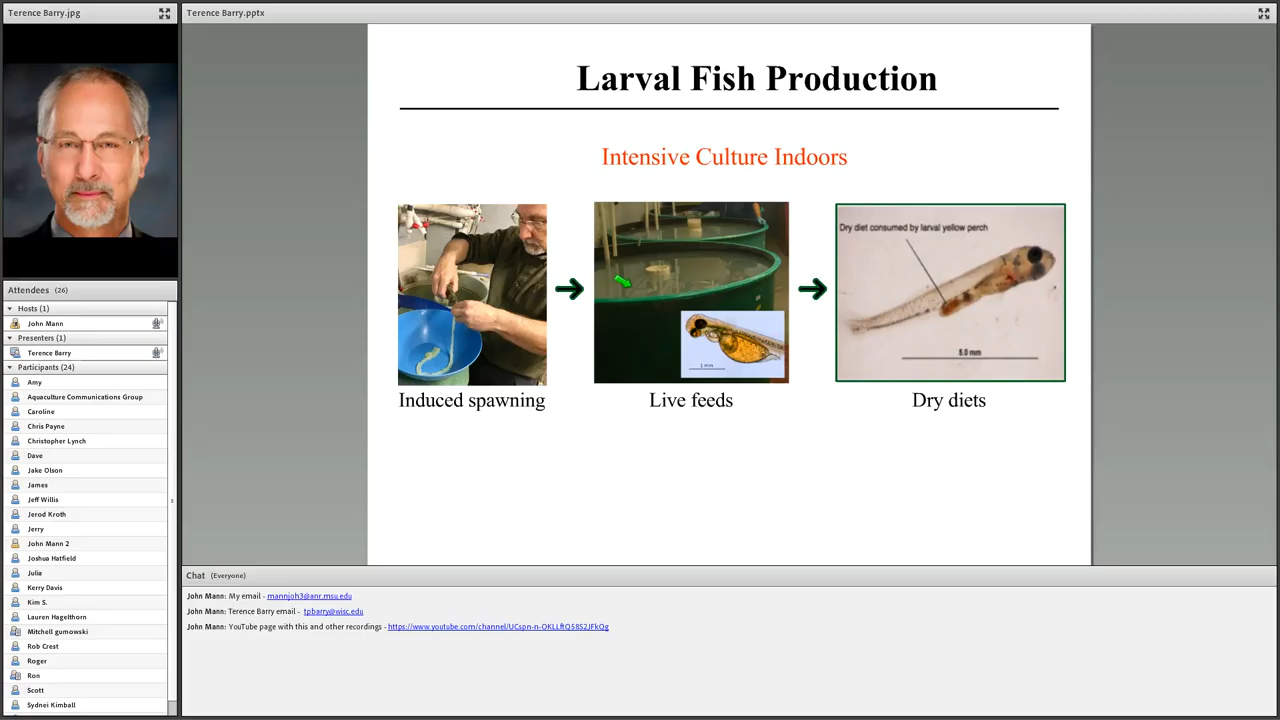 Terence Barry.jpg
Terence Barry.pptx
Larval Fish Production
Intensive Culture Indoors
Dry diet consumed by larval yellow perch
1 mm
5.0 mm
Induced spawning
Live feeds
Dry diets
Attendees (26)
Hosts (1)
John Mann
Presenters (1)
Terence Barry
Participants (24)
Amy
Aquaculture Communications Group
Caroline
Chris Payne
Christopher Lynch
Dave
Jake Olson
James
Jeff Willis
Jerod Kroth
Jerry
John Mann 2
Joshua Hatfield
Julia
Kerry Davis
Kim S.
Lauren Hagelthorn
Mitchell gumowski
Rob Crest
Roger
Ron
Scott
Sydnei Kimball
Chat (Everyone)
John Mann: My email - mannjoh3@anr.msu.edu
John Mann: Terence Barry email - tpbarry@wisc.edu
John Mann: YouTube page with this and other recordings - https://www.youtube.com/channel/UCspn-n-OKLLftQ58S2JFkQg